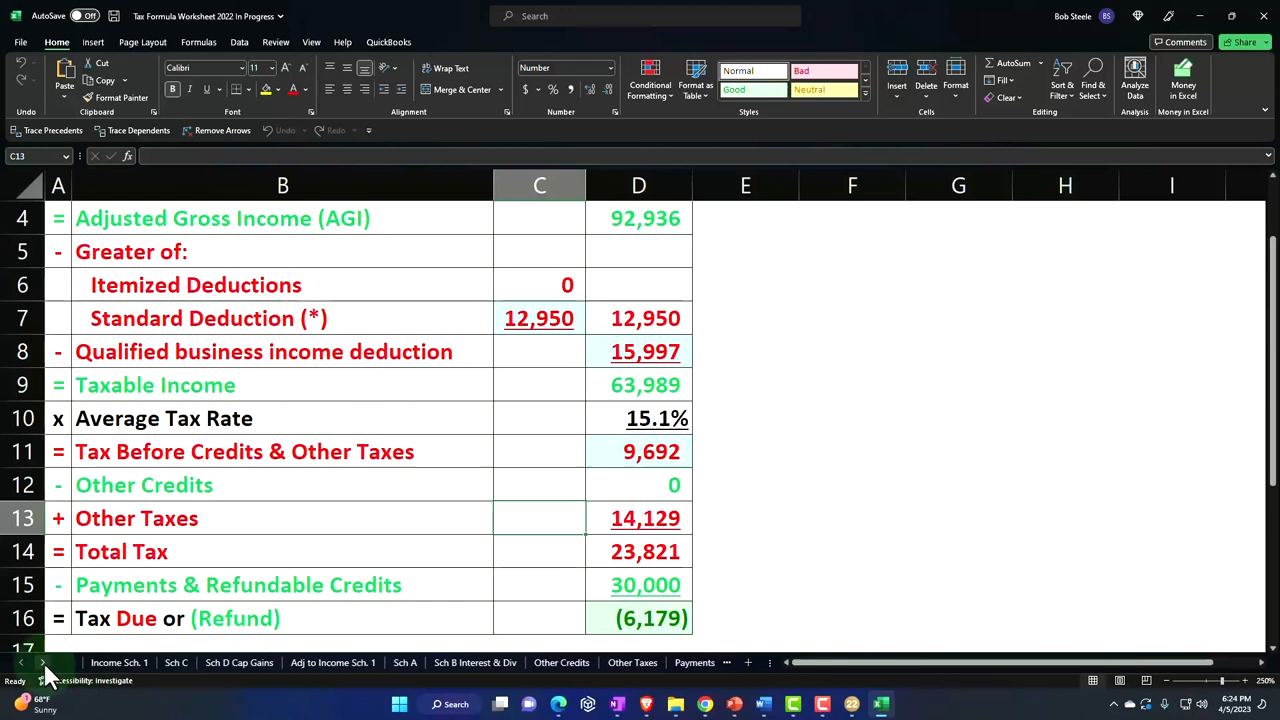 AutoSave Off Tax Formula Worksheet 2022 In Progress Search Bob Steele BS
File Home Insert Page Layout Formulas Data Review View Help QuickBooks Comments Share
Paste Cut Copy Format Painter Calibri 11 B I U A A Wrap Text Merge & Center Number $ % Conditional Formatting Format as Table Normal Bad Good Neutral Insert Delete Format AutoSum Fill Clear Sort & Filter Find & Select Analyze Data Money in Excel
Undo Clipboard Font Alignment Number Styles Cells Editing Analysis Money in Excel
Trace Precedents Trace Dependents Remove Arrows Undo Redo
C13 fx
A B C D E F G H I
4 = Adjusted Gross Income (AGI) 92,936
5 - Greater of:
6 Itemized Deductions 0
7 Standard Deduction (*) 12,950 12,950
8 - Qualified business income deduction 15,997
9 = Taxable Income 63,989
10 x Average Tax Rate 15.1%
11 = Tax Before Credits & Other Taxes 9,692
12 - Other Credits 0
13 + Other Taxes 14,129
14 = Total Tax 23,821
15 - Payments & Refundable Credits 30,000
16 = Tax Due or (Refund) (6,179)
17
Income Sch. 1 Sch C Sch D Cap Gains Adj to Income Sch. 1 Sch A Sch B Interest & Div Other Credits Other Taxes Payments ...
Ready Accessibility: Investigate 250%
68°F Sunny Search 22 6:24 PM 4/5/2023